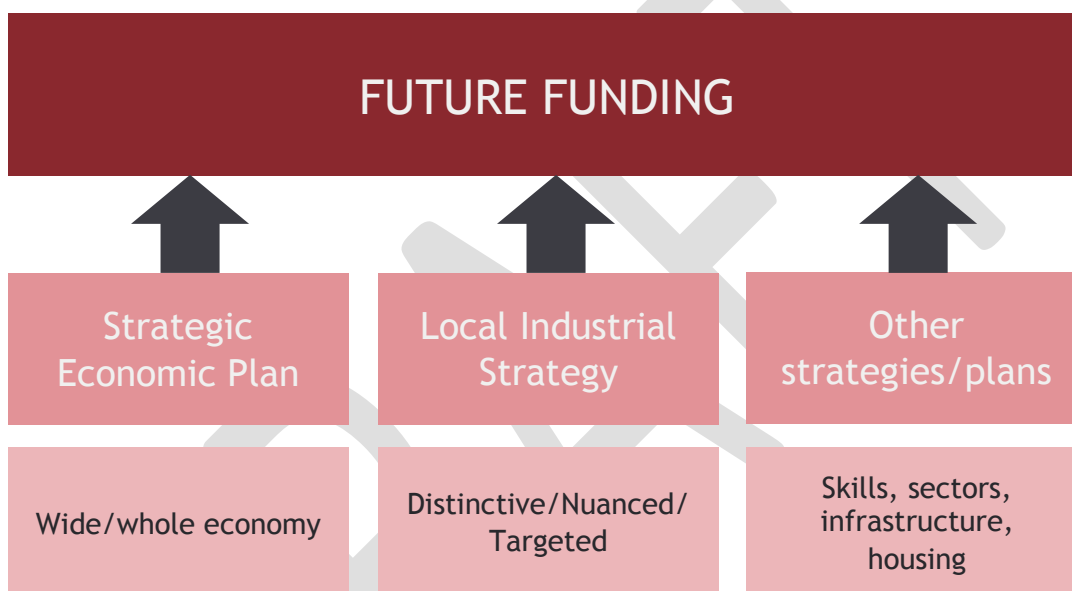 FUTURE FUNDING
Strategic
Economic Plan
Local Industrial
Strategy
Other
strategies/plans
Wide/whole economy
Distinctive/Nuanced/
Targeted
Skills, sectors,
infrastructure,
housing